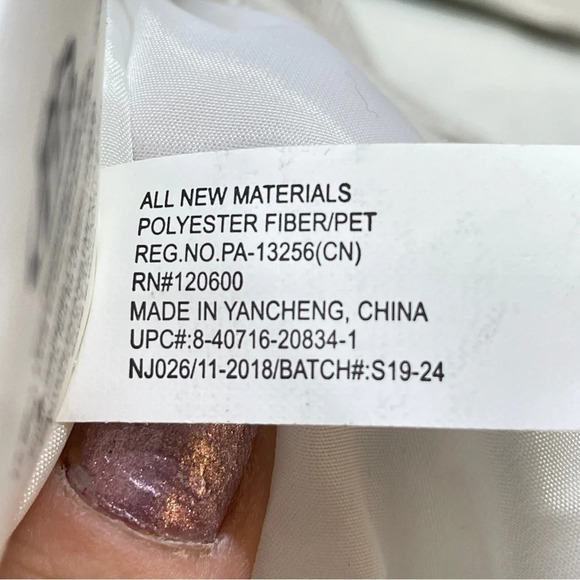 ALL NEW MATERIALS
POLYESTER FIBER/PET
REG.NO.PA-13256(CN)
RN#120600
MADE IN YANCHENG, CHINA
UPC#:8-40716-20834-1
NJ026/11-2018/BATCH#:S19-24